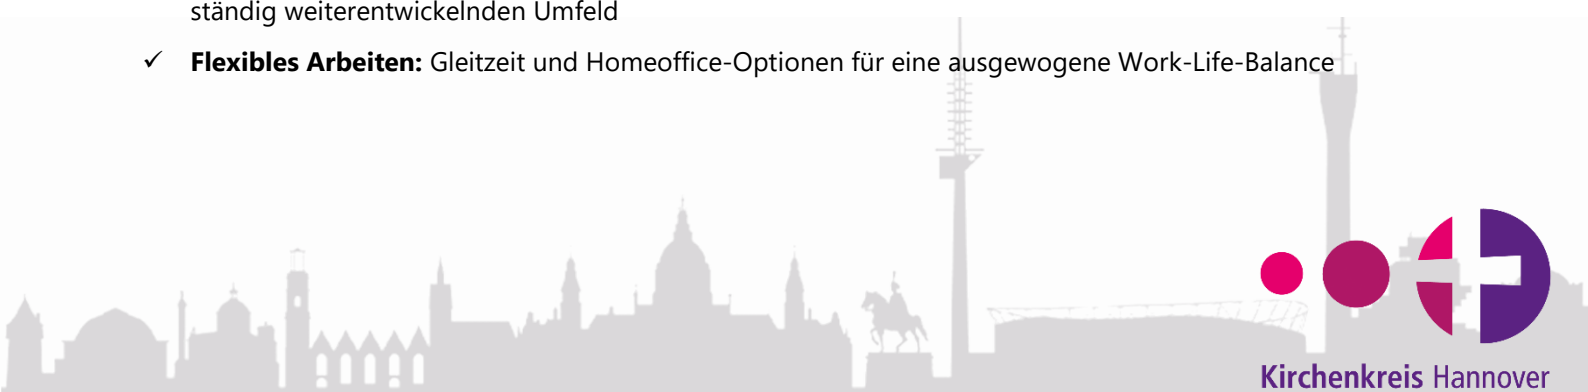 ständig weiterentwickelnden Umfeld
✓ Flexibles Arbeiten: Gleitzeit und Homeoffice-Optionen für eine ausgewogene Work-Life-Balance
Kirchenkreis Hannover